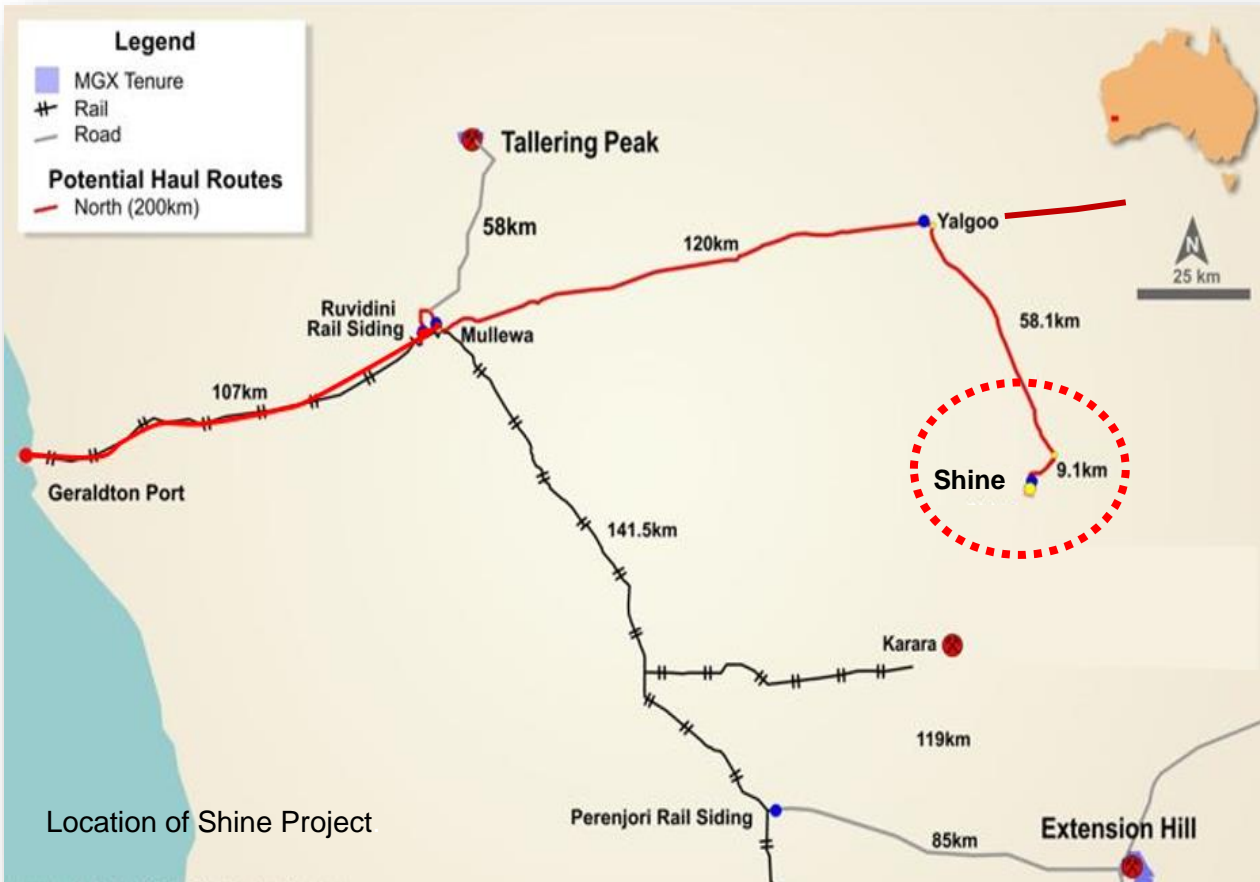 Legend
MGX Tenure
Rail
Road
Potential Haul Routes
North (200km)
Tallering Peak
58km
Yalgoo
120km
N
25 km
Ruvidini
Rail Siding
Mullewa
58.1km
107km
Geraldton Port
Shine
9.1km
141.5km
Karara
119km
Perenjori Rail Siding
85km
Extension Hill
Location of Shine Project